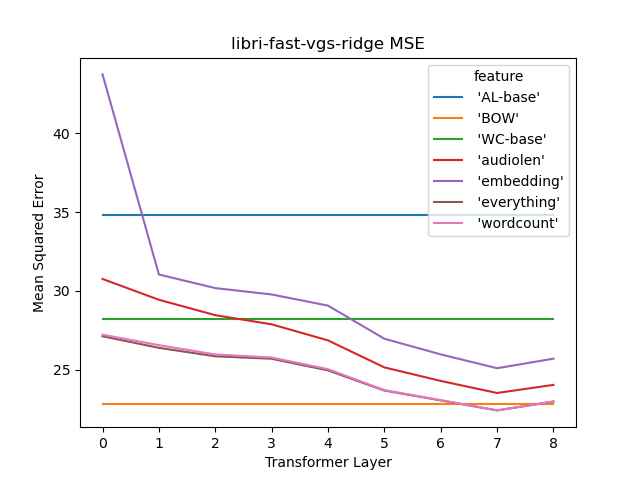 libri-fast-vgs-ridge MSE
feature
'AL-base'
'BOW'
'WC-base'
'audiolen'
'embedding'
'everything'
'wordcount'
Mean Squared Error
40
35
30
25
0 1 2 3 4 5 6 7 8
Transformer Layer